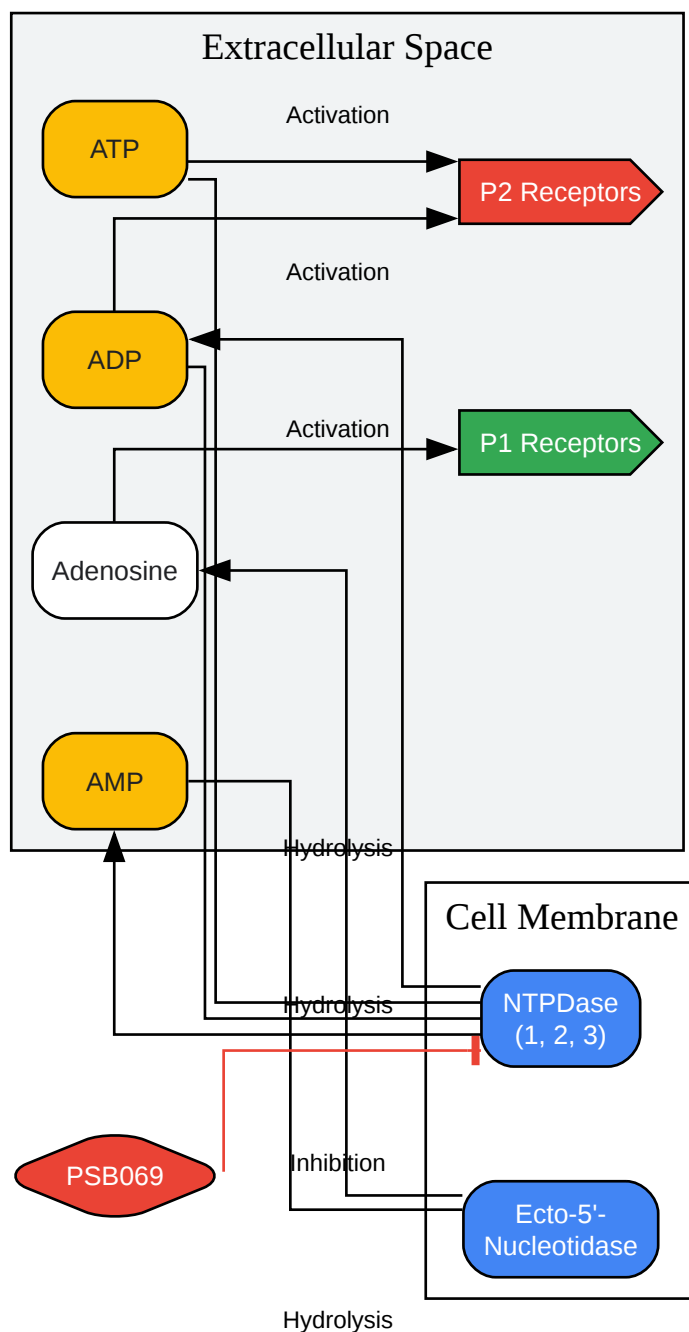 Extracellular Space
Activation
ATP
P2 Receptors
Activation
ADP
Activation
P1 Receptors
Adenosine
AMP
Hydrolysis
Cell Membrane
Hydrolysis
NTPDase
(1, 2, 3)
Inhibition
PSB069
Ecto-5'-
Nucleotidase
Hydrolysis